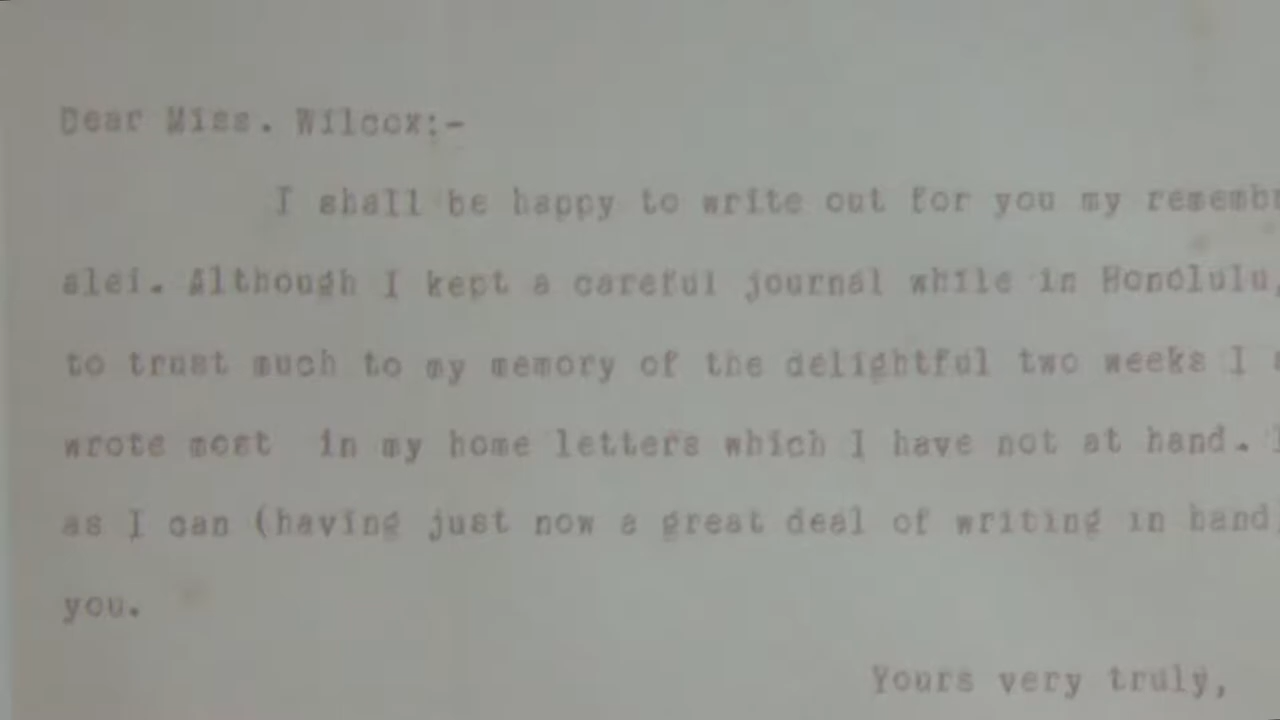 Dear Miss. Wilcox:-
I shall be happy to write out for you my remembr
alei. Although I kept a careful journal while in Honolulu,
to trust much to my memory of the delightful two weeks I
wrote most in my home letters which I have not at hand.
as I can (having just now a great deal of writing in hand
you.
Yours very truly,